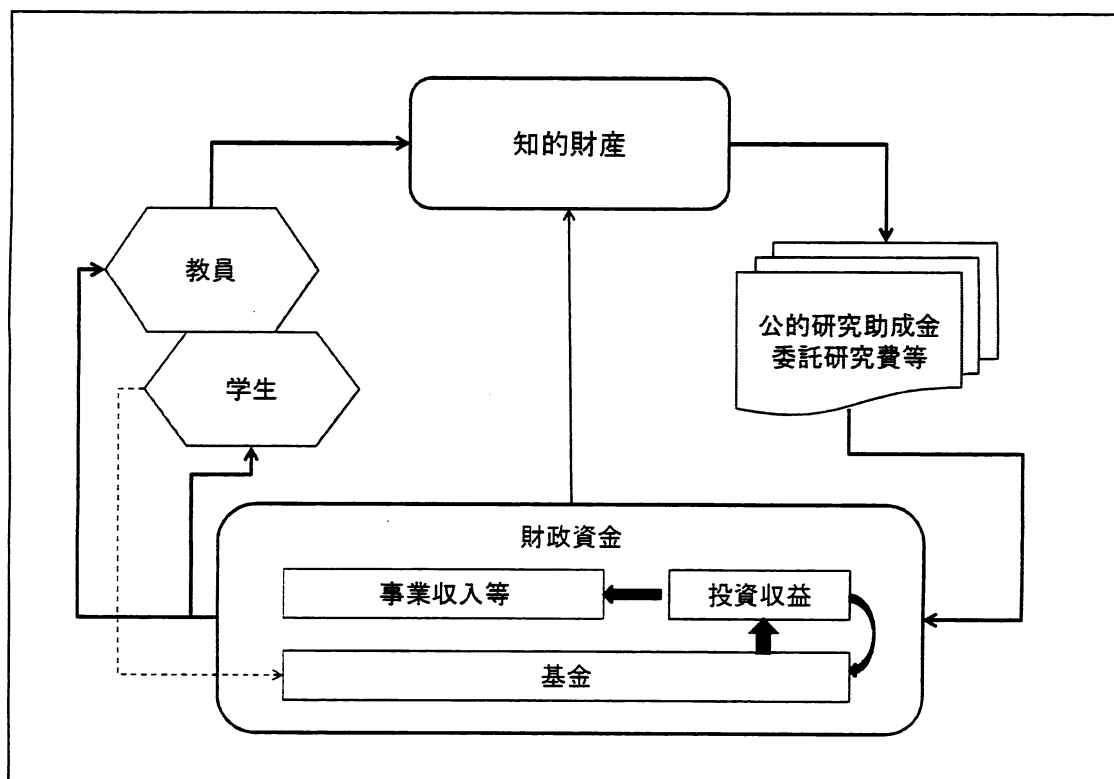 知的財産
教員
公的研究助成金
委託研究費等
学生
財政資金
事業収入等
投資収益
基金